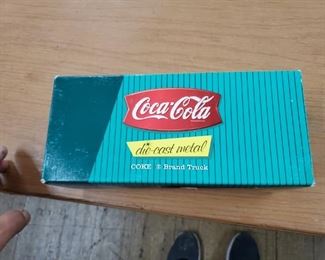 Coca-Cola
die-cast metal
COKE ® Brand Truck